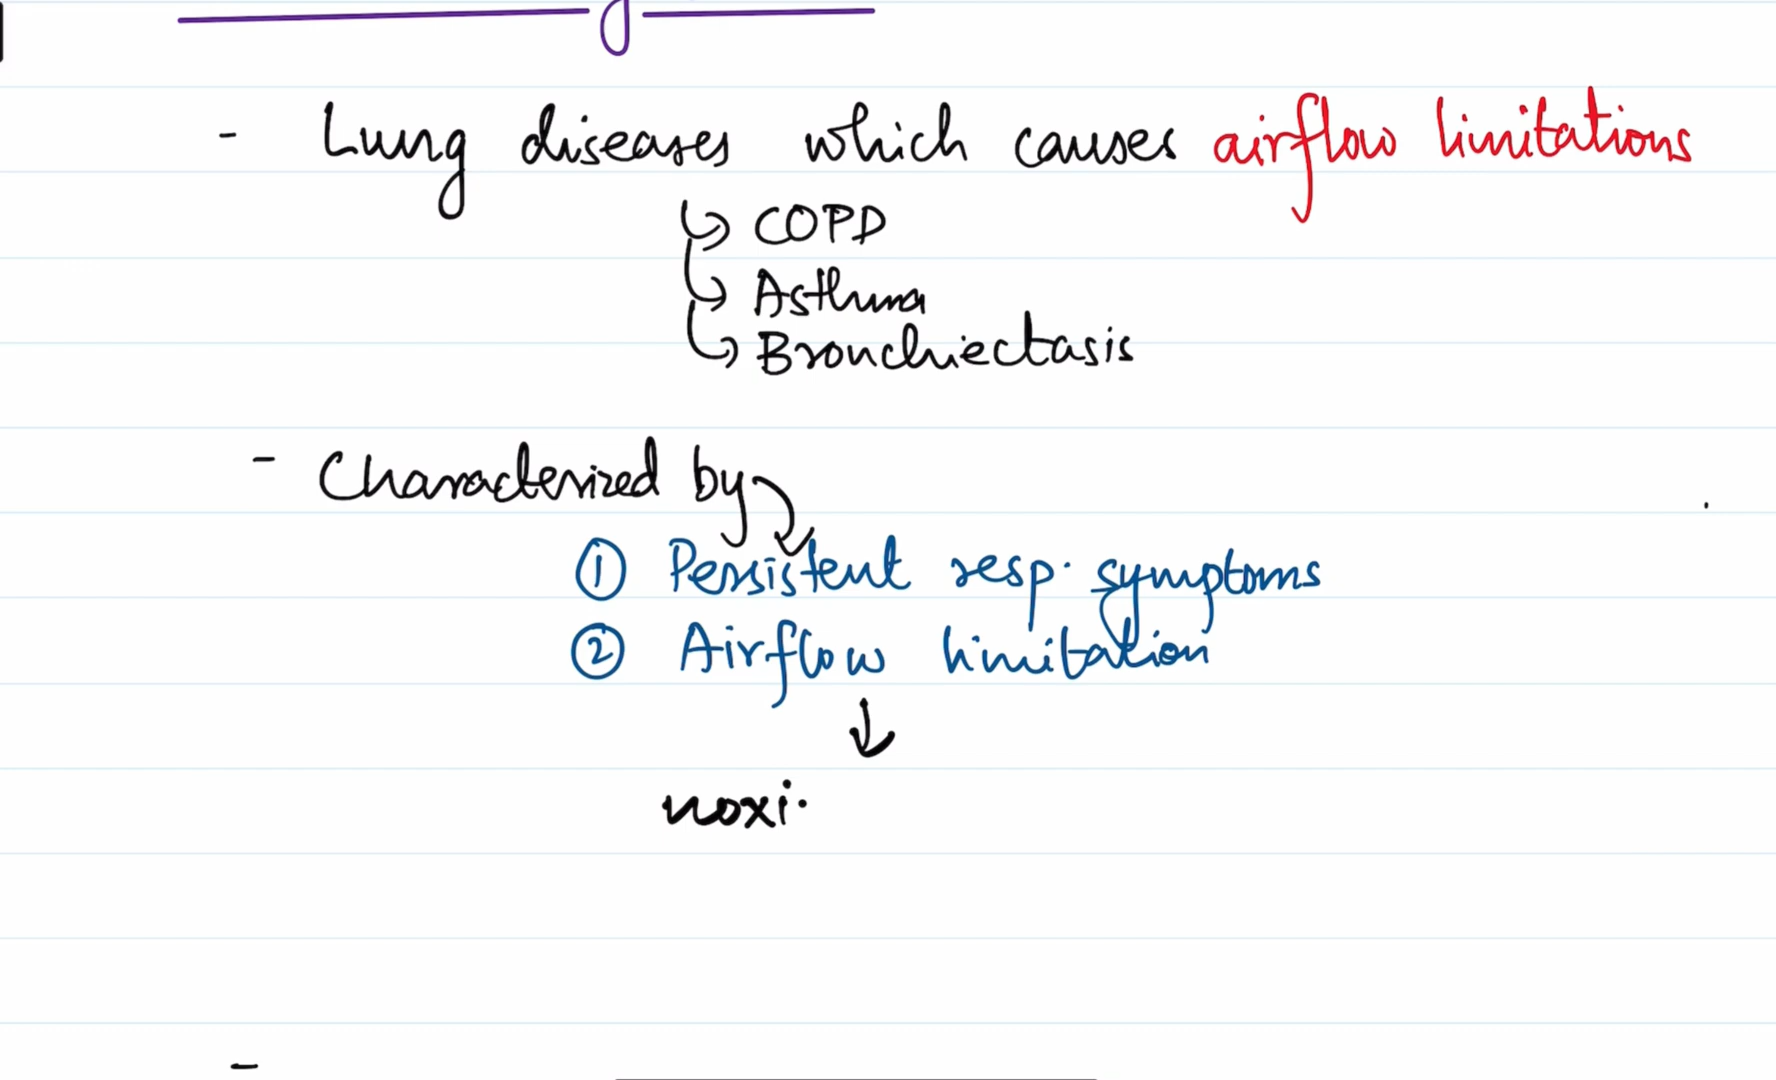 - Lung diseases which causes airflow limitations
↳ COPD
↳ Asthma
↳ Bronchiectasis
- Characterized by
① Persistent resp. symptoms
② Airflow limitation
↓
noxi.
-